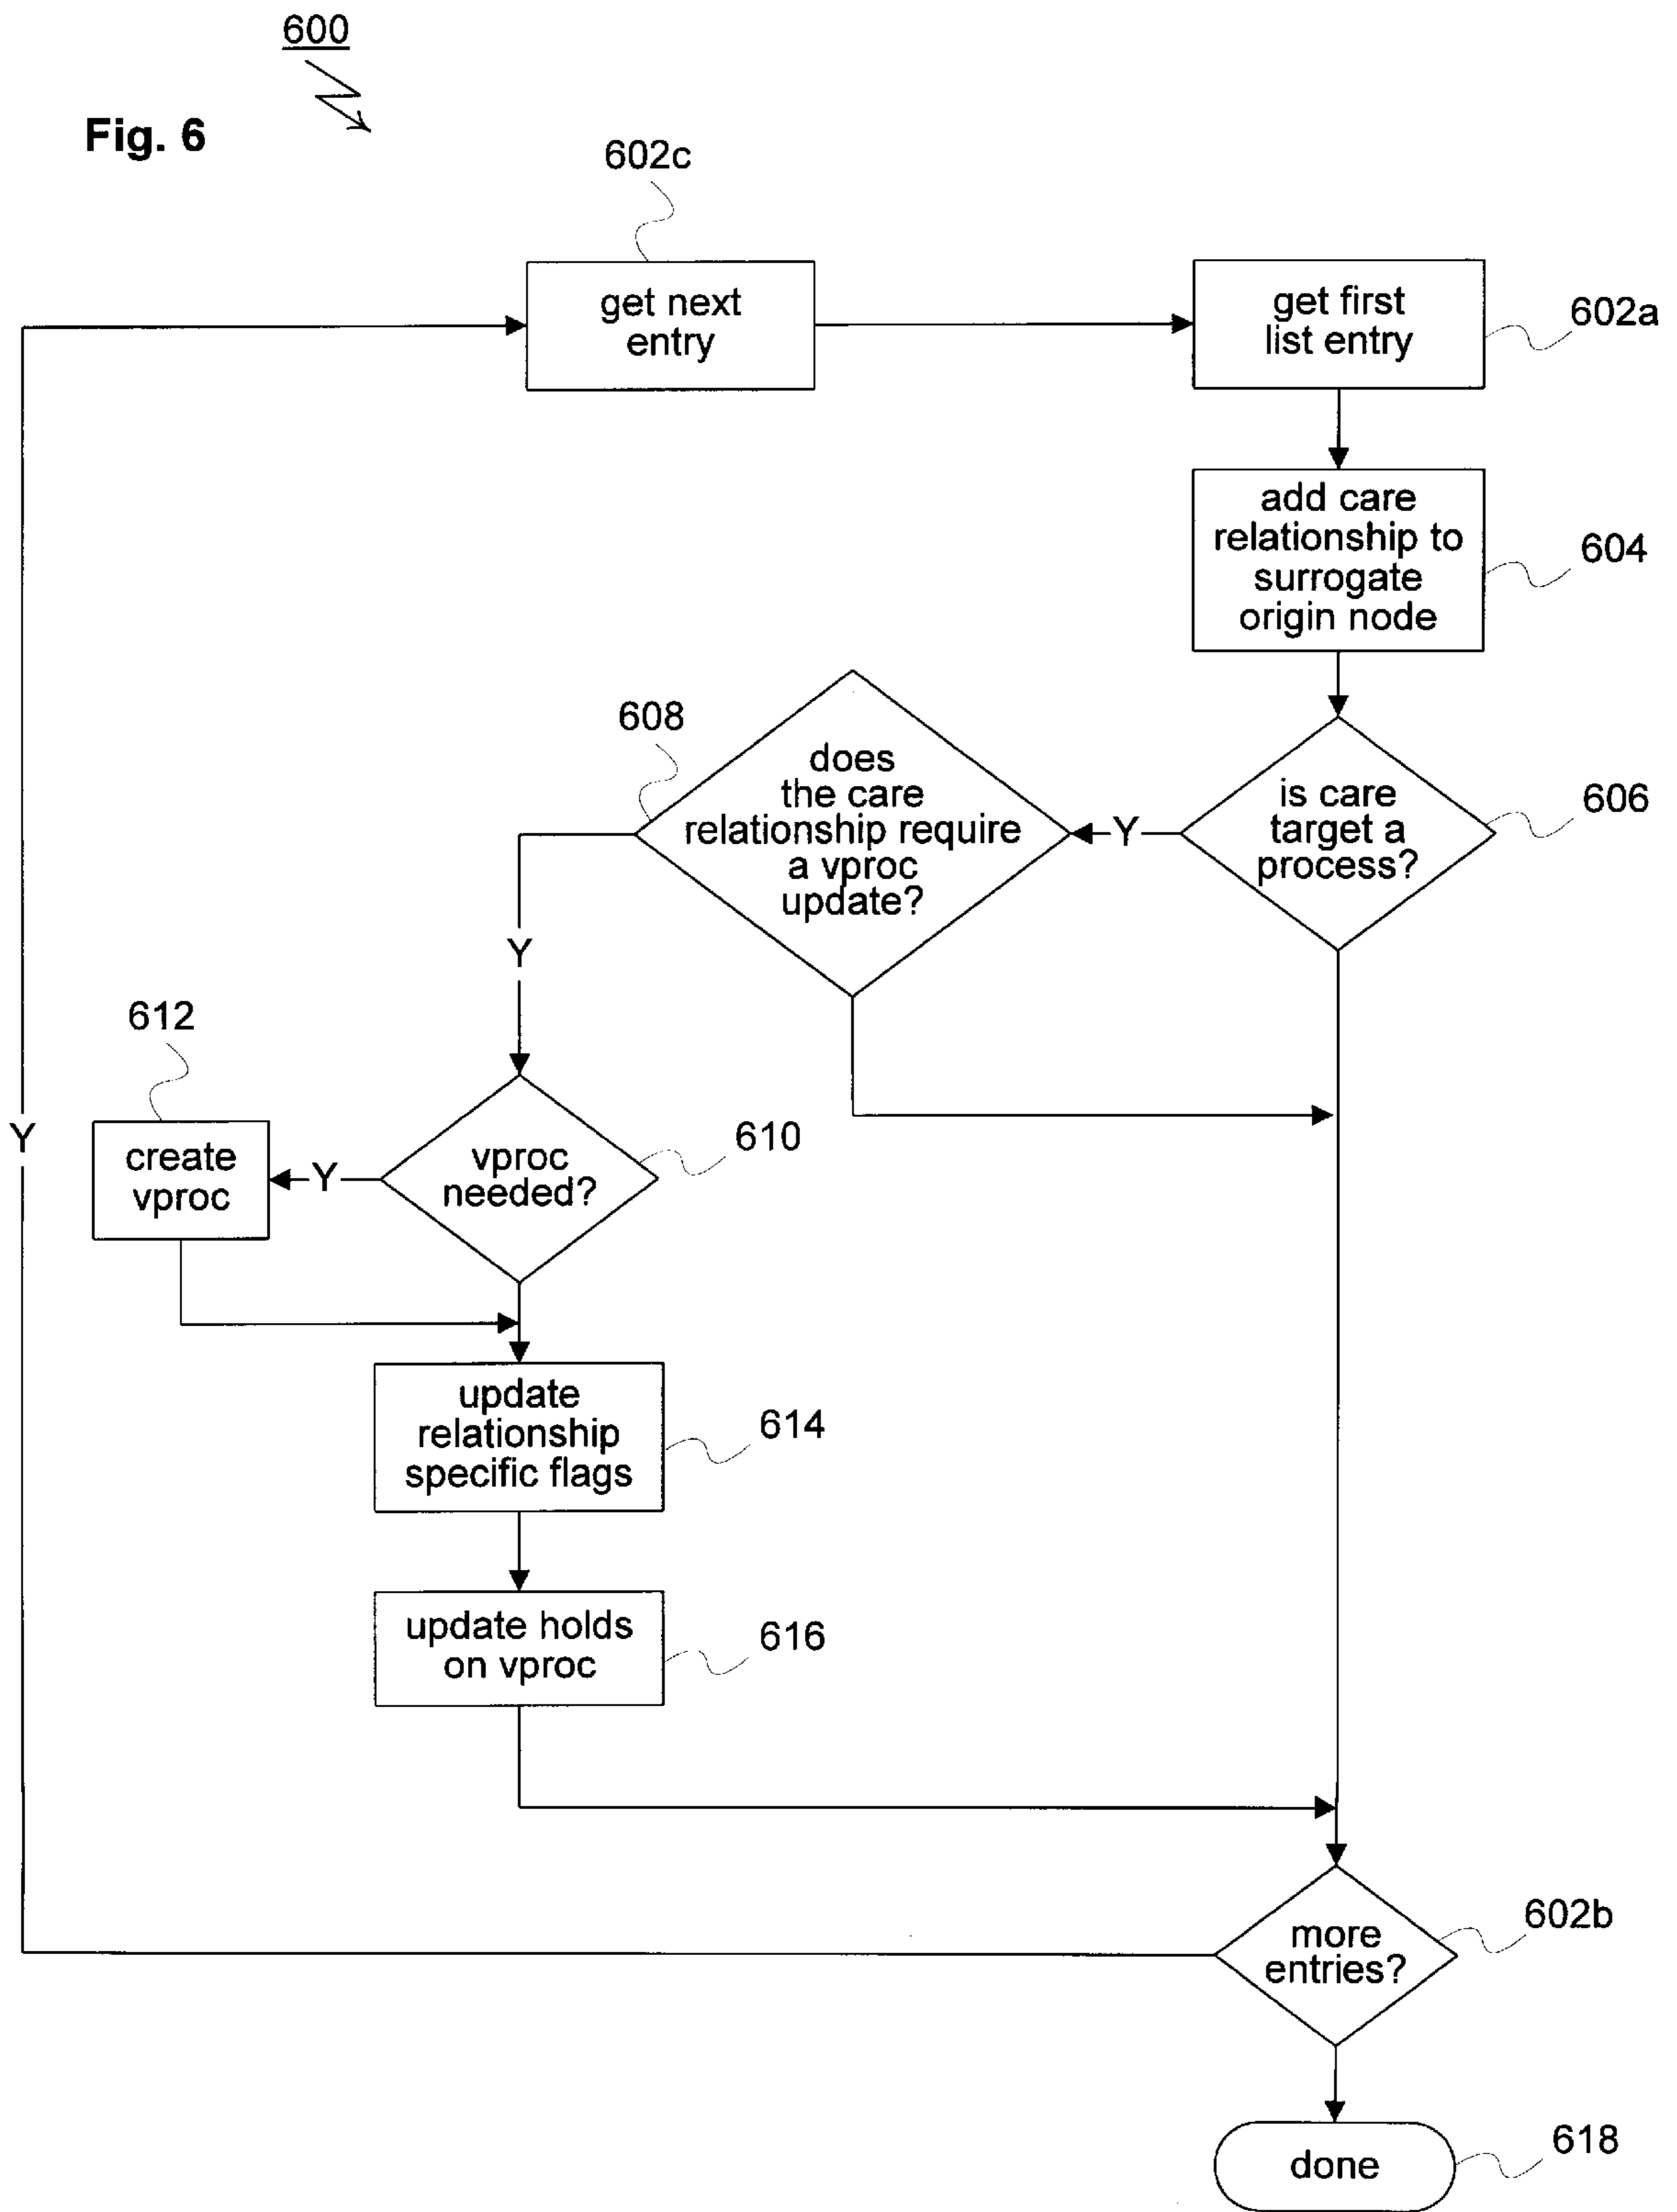 600
Fig. 6
602c
get next
entry
get first
list entry
602a
add care
relationship to
surrogate
origin node
604
608
does
the care
relationship require
a vproc
update?
Y
is care
target a
process?
606
Y
612
create
vproc
Y
vproc
needed?
610
Y
update
relationship
specific flags
614
update holds
on vproc
616
more
entries?
602b
done
618